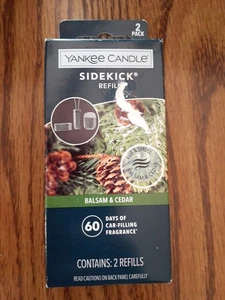 2
PACK
YANKEE CANDLE®
SIDEKICK®
REFILL
BALSAM & CEDAR
60 DAYS OF
CAR-FILLING
FRAGRANCE
CONTAINS: 2 REFILLS
READ CAUTIONS ON BACK PANEL CAREFULLY